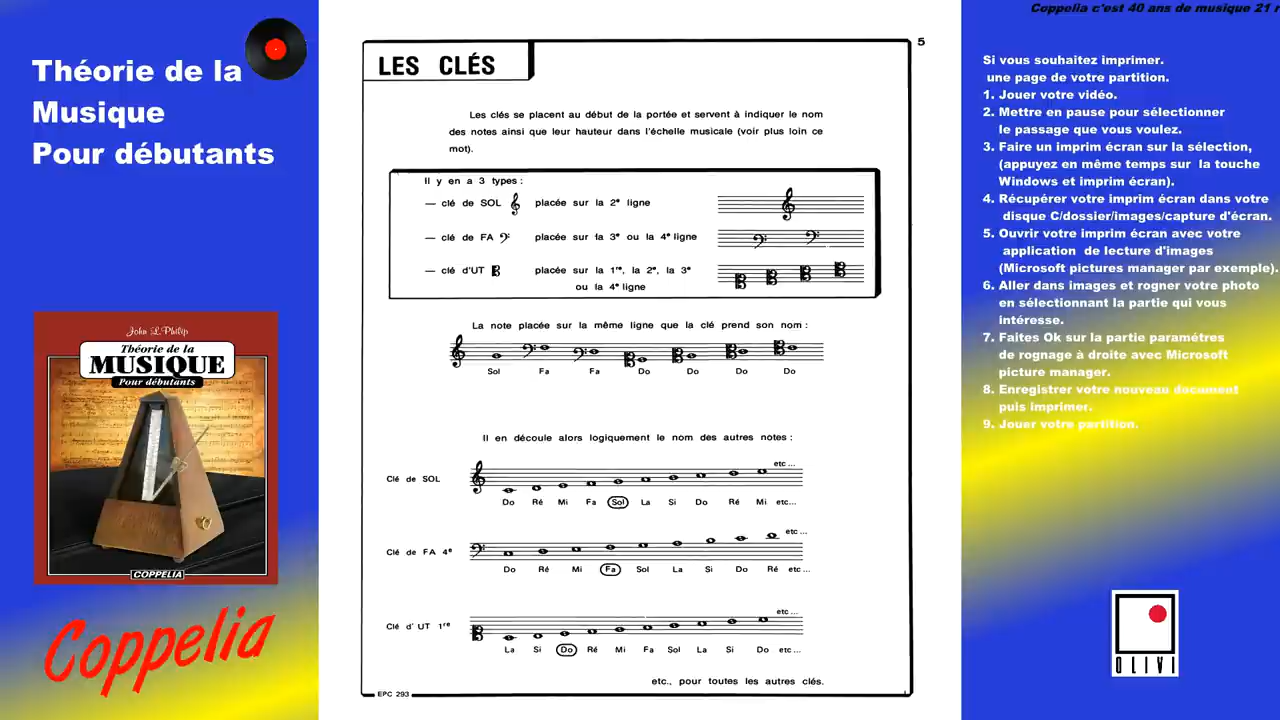 Coppelia c'est 40 ans de musique 21
Théorie de la
Musique
Pour débutants
John L.Philip
Théorie de la
MUSIQUE
Pour débutants
COPPELIA
Coppelia
5
LES CLÉS
Les clés se placent au début de la portée et servent à indiquer le nom
des notes ainsi que leur hauteur dans l'échelle musicale (voir plus loin ce
mot).
Il y en a 3 types :
— clé de SOL placée sur la 2e ligne
— clé de FA placée sur la 3e ou la 4e ligne
— clé d'UT placée sur la 1re, la 2e, la 3e
ou la 4e ligne
La note placée sur la même ligne que la clé prend son nom :
Sol Fa Fa Do Do Do Do
Il en découle alors logiquement le nom des autres notes :
etc ...
Clé de SOL
Do Ré Mi Fa Sol La Si Do Ré Mi etc...
etc ...
Clé de FA 4e
Do Ré Mi Fa Sol La Si Do Ré etc ...
etc ...
Clé d' UT 1re
La Si Do Ré Mi Fa Sol La Si Do etc ...
etc., pour toutes les autres clés.
EPC 293
Si vous souhaitez imprimer.
une page de votre partition.
1. Jouer votre vidéo.
2. Mettre en pause pour sélectionner
le passage que vous voulez.
3. Faire un imprim écran sur la sélection,
(appuyez en même temps sur la touche
Windows et imprim écran).
4. Récupérer votre imprim écran dans votre
disque C/dossier/images/capture d'écran.
5. Ouvrir votre imprim écran avec votre
application de lecture d'images
(Microsoft pictures manager par exemple).
6. Aller dans images et rogner votre photo
en sélectionnant la partie qui vous
intéresse.
7. Faites Ok sur la partie paramétres
de rognage à droite avec Microsoft
picture manager.
8. Enregistrer votre nouveau document
puis imprimer.
9. Jouer votre partition.
OLIVI